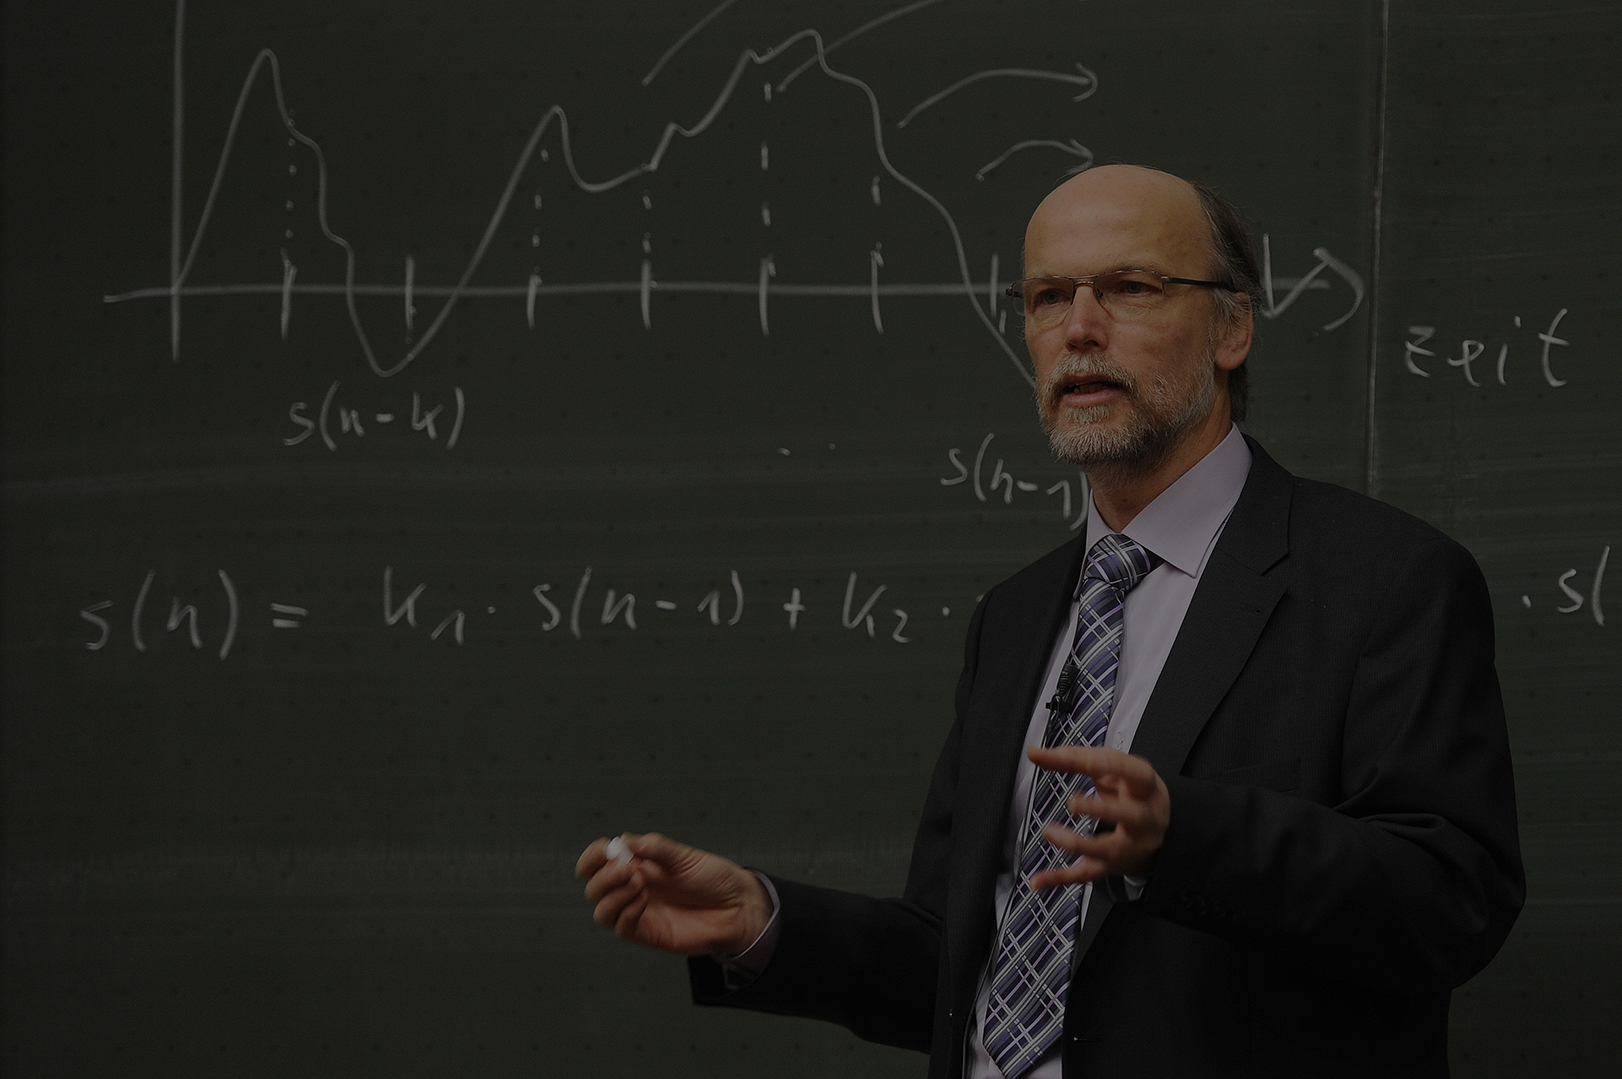 Zeit
s(n-k)
s(n-1)
s(n) = k₁ · s(n-1) + k₂ · · s(